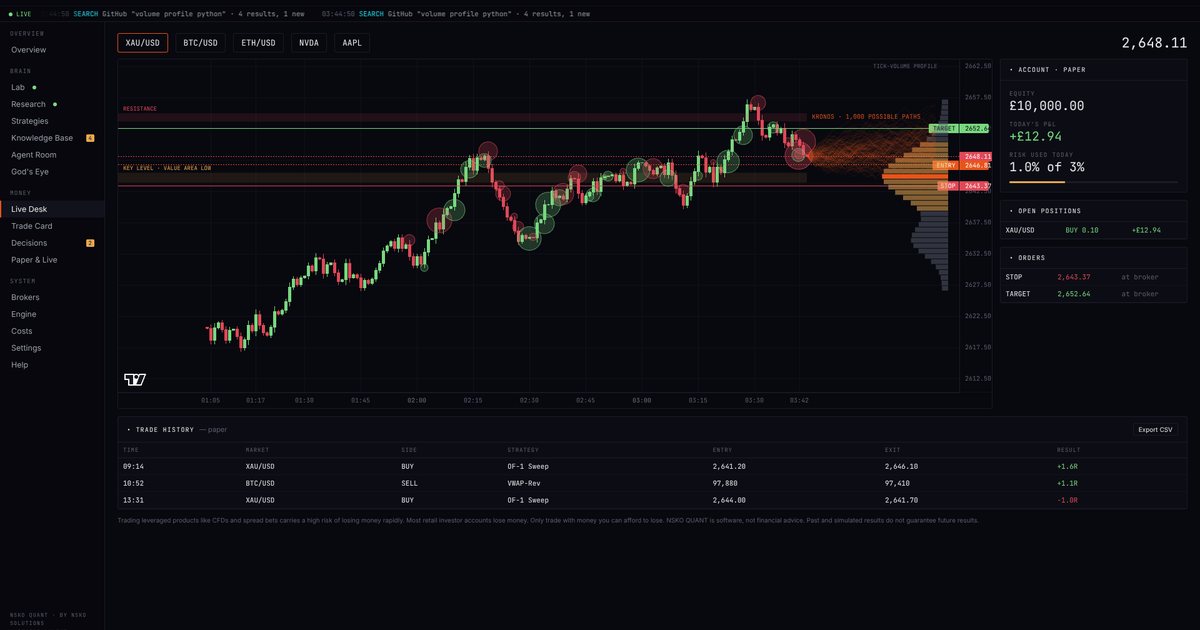 LIVE
44:50 SEARCH GitHub "volume profile python" · 4 results, 1 new
03:44:50 SEARCH GitHub "volume profile python" · 4 results, 1 new
OVERVIEW
Overview
BRAIN
Lab
Research
Strategies
Knowledge Base 4
Agent Room
God's Eye
MONEY
Live Desk
Trade Card
Decisions 2
Paper & Live
SYSTEM
Brokers
Engine
Costs
Settings
Help
NSKO QUANT · BY NSKO SOLUTIONS
XAU/USD BTC/USD ETH/USD NVDA AAPL
2,648.11
TICK-VOLUME PROFILE
RESISTANCE
KRONOS · 1,000 POSSIBLE PATHS
KEY LEVEL · VALUE AREA LOW
TARGET 2652.64
2648.11
ENTRY 2646.81
STOP 2643.37
2662.50
2657.50
2637.50
2632.50
2627.50
2622.50
2617.50
2612.50
01:05 01:17 01:30 01:45 02:00 02:15 02:30 02:45 03:00 03:15 03:30 03:42
• ACCOUNT · PAPER
EQUITY
£10,000.00
TODAY'S P&L
+£12.94
RISK USED TODAY
1.0% of 3%
• OPEN POSITIONS
XAU/USD BUY 0.10 +£12.94
• ORDERS
STOP 2,643.37 at broker
TARGET 2,652.64 at broker
• TRADE HISTORY — paper
Export CSV
TIME MARKET SIDE STRATEGY ENTRY EXIT RESULT
09:14 XAU/USD BUY OF-1 Sweep 2,641.20 2,646.10 +1.6R
10:52 BTC/USD SELL VWAP-Rev 97,880 97,410 +1.1R
13:31 XAU/USD BUY OF-1 Sweep 2,644.00 2,641.70 -1.0R
Trading leveraged products like CFDs and spread bets carries a high risk of losing money rapidly. Most retail investor accounts lose money. Only trade with money you can afford to lose. NSKO QUANT is software, not financial advice. Past and simulated results do not guarantee future results.